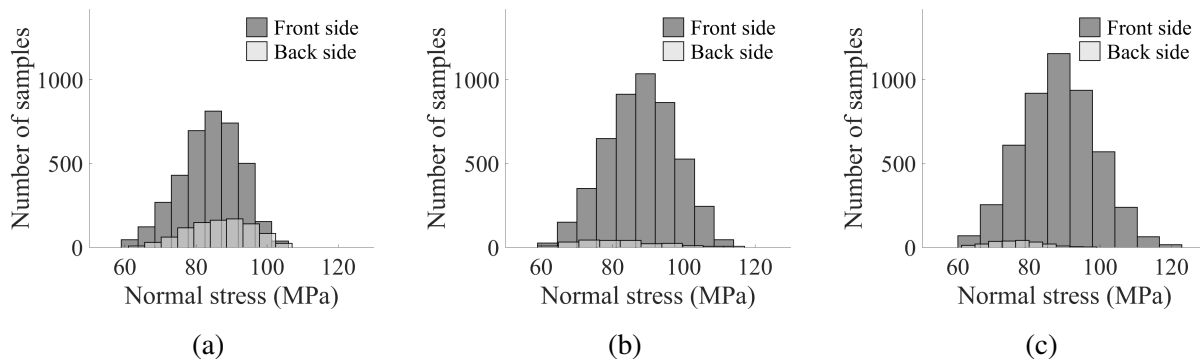 Number of samples
1000
500
0
60 80 100 120
Normal stress (MPa)
Front side
Back side
(a)
Number of samples
1000
500
0
60 80 100 120
Normal stress (MPa)
Front side
Back side
(b)
Number of samples
1000
500
0
60 80 100 120
Normal stress (MPa)
Front side
Back side
(c)